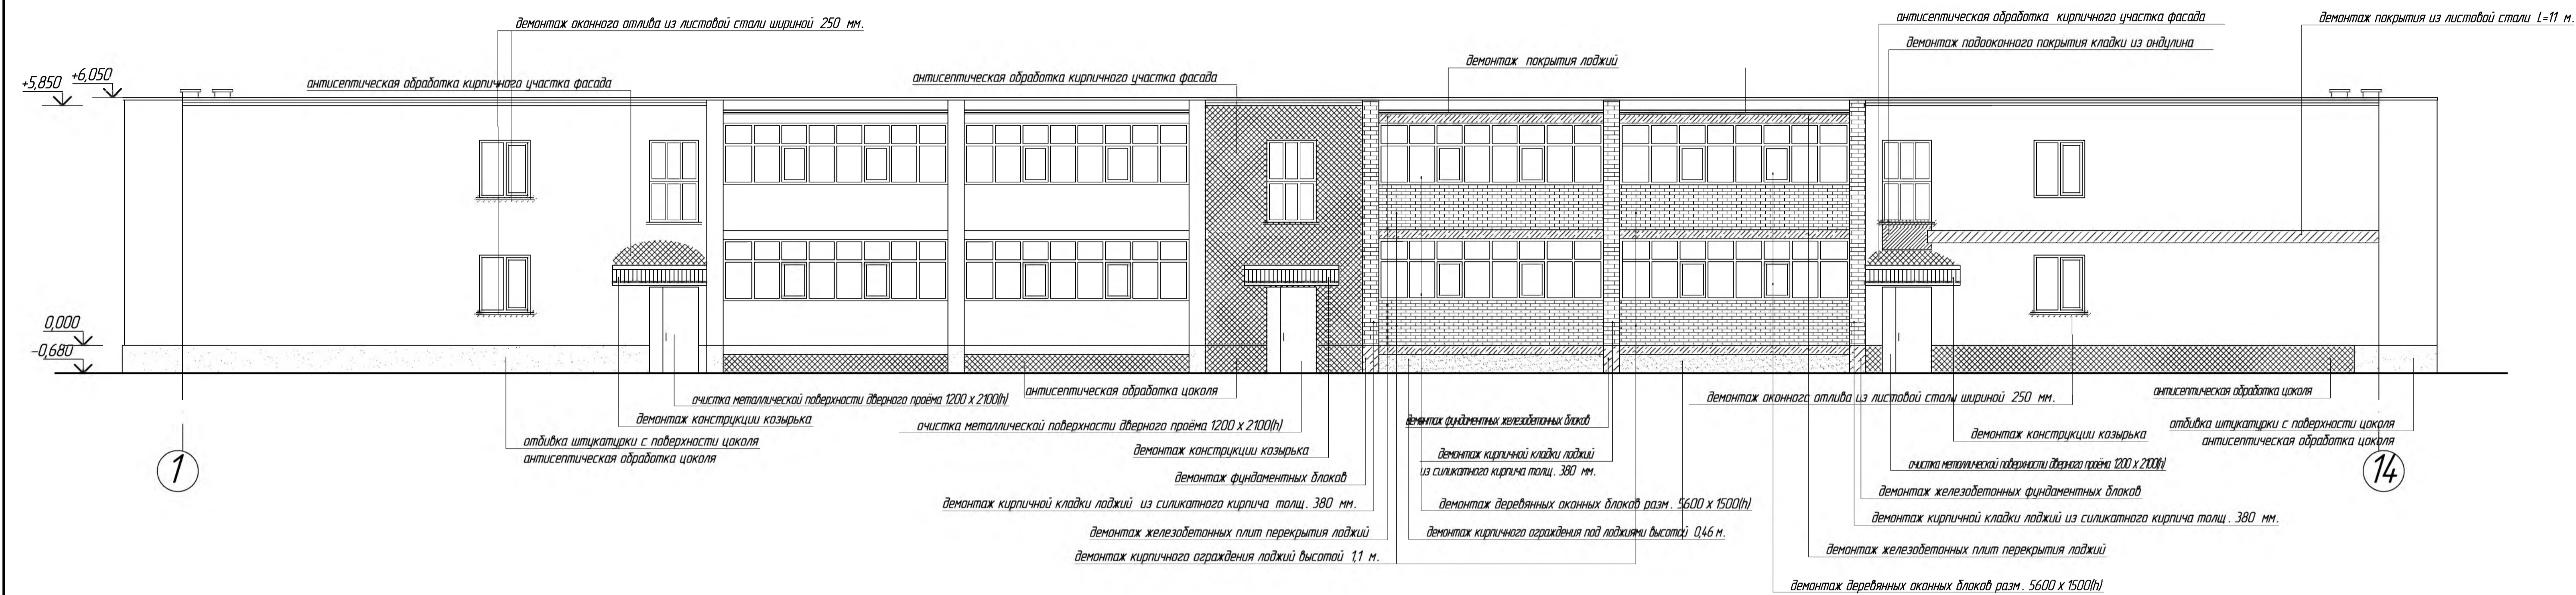 демонтаж оконного отлива из листовой стали шириной 250 мм.
антисептическая обработка кирпичного участка фасада
демонтаж покрытия из листовой стали L=11 м.
демонтаж подооконного покрытия кладки из ондулина
демонтаж покрытия лоджий
+5,850
+6,050
антисептическая обработка кирпичного участка фасада
антисептическая обработка кирпичного участка фасада
0,000
-0,680
антисептическая обработка цоколя
антисептическая обработка цоколя
очистка металлической поверхности дверного проёма 1200 х 2100(h)
демонтаж оконного отлива из листовой стали шириной 250 мм.
демонтаж конструкции козырька
очистка металлической поверхности дверного проёма 1200 х 2100(h)
демонтаж фундаментных железобетонных блоков
отбивка штукатурки с поверхности цоколя
антисептическая обработка цоколя
демонтаж конструкции козырька
отбивка штукатурки с поверхности цоколя
антисептическая обработка цоколя
демонтаж конструкции козырька
демонтаж кирпичной кладки лоджий
из силикатного кирпича толщ. 380 мм.
очистка металлической поверхности дверного проёма 1200 х 2100(h)
1
14
демонтаж фундаментных блоков
демонтаж железобетонных фундаментных блоков
демонтаж кирпичной кладки лоджий из силикатного кирпича толщ. 380 мм.
демонтаж деревянных оконных блоков разм. 5600 х 1500(h)
демонтаж кирпичной кладки лоджий из силикатного кирпича толщ. 380 мм.
демонтаж железобетонных плит перекрытия лоджий
демонтаж кирпичного ограждения под лоджиями высотой 0,46 м.
демонтаж железобетонных плит перекрытия лоджий
демонтаж кирпичного ограждения лоджий высотой 1,1 м.
демонтаж деревянных оконных блоков разм. 5600 х 1500(h)